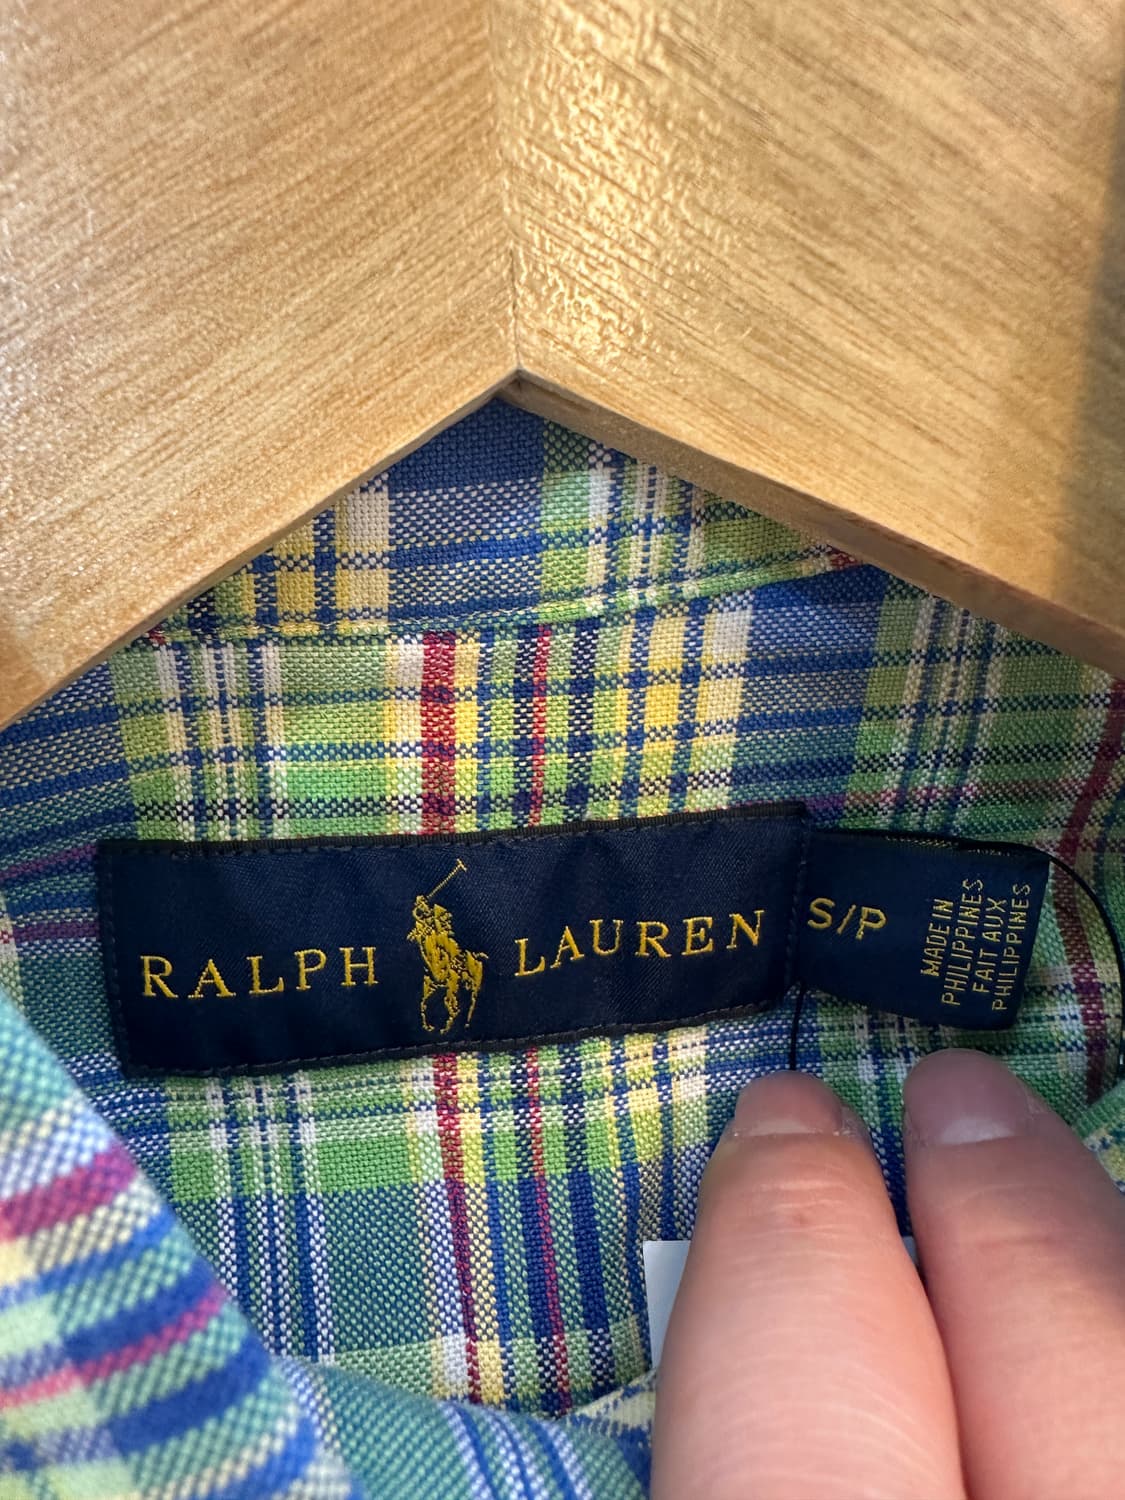 RALPH LAUREN
S/P
MADE IN
PHILIPPINES
FAIT AUX
PHILIPPINES